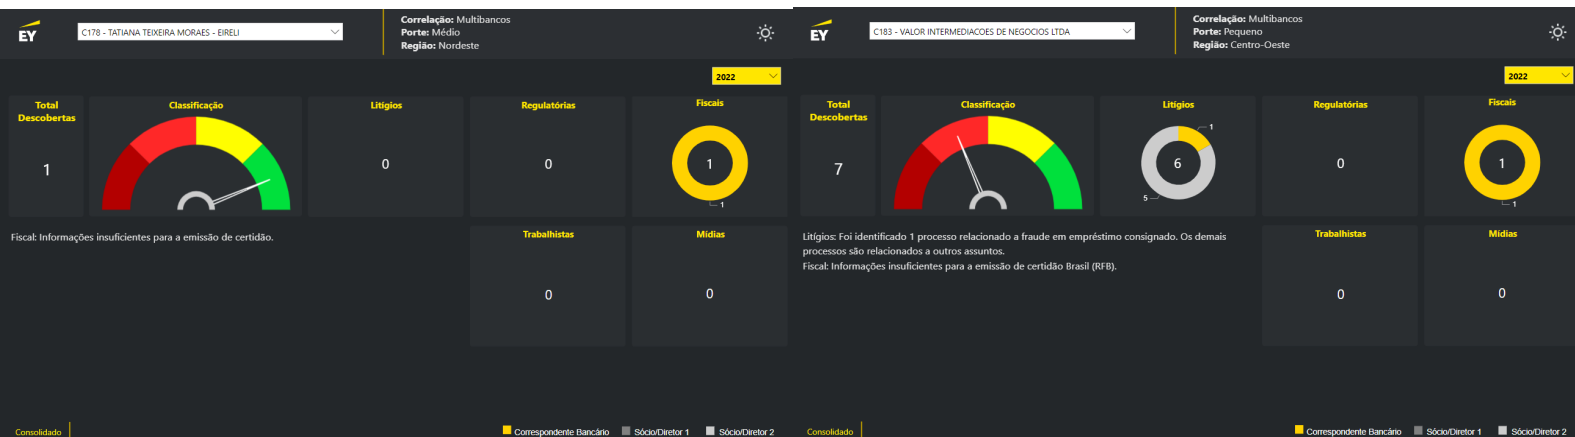 EY
C178 - TATIANA TEIXEIRA MORAES - EIRELI
Correlação: Multibancos
Porte: Médio
Região: Nordeste
2022
Total
Descobertas
1
Classificação
Litígios
0
Regulatórias
0
Fiscais
1
1
Fiscal: Informações insuficientes para a emissão de certidão.
Trabalhistas
0
Mídias
0
Consolidado
Correspondente Bancário
Sócio/Diretor 1
Sócio/Diretor 2
EY
C183 - VALOR INTERMEDIACOES DE NEGOCIOS LTDA
Correlação: Multibancos
Porte: Pequeno
Região: Centro-Oeste
2022
Total
Descobertas
7
Classificação
Litígios
1
6
5
Regulatórias
0
Fiscais
1
1
Litígios: Foi identificado 1 processo relacionado a fraude em empréstimo consignado. Os demais
processos são relacionados a outros assuntos.
Fiscal: Informações insuficientes para a emissão de certidão Brasil (RFB).
Trabalhistas
0
Mídias
0
Consolidado
Correspondente Bancário
Sócio/Diretor 1
Sócio/Diretor 2